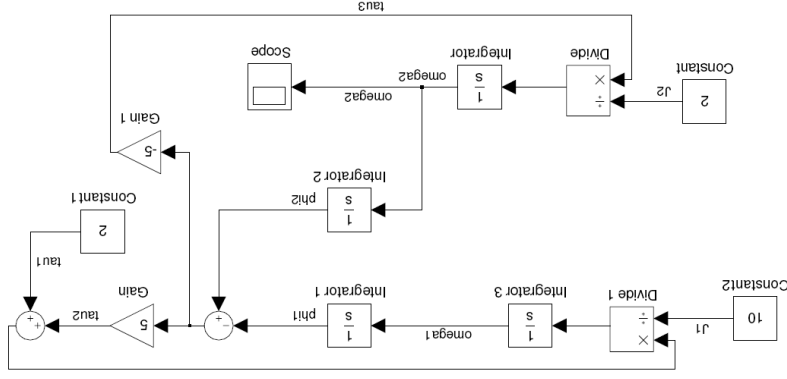 ×
÷
10
J1
Constant2
Divide 1
1
s
Integrator 3
omega1
1
s
Integrator 1
phi1
−
5
Gain
tau2
+
+
tau1
2
Constant 1
1
s
Integrator 2
phi2
-5
Gain 1
2
Constant
J2
÷
×
Divide
1
s
Integrator
omega2
omega2
Scope
tau3